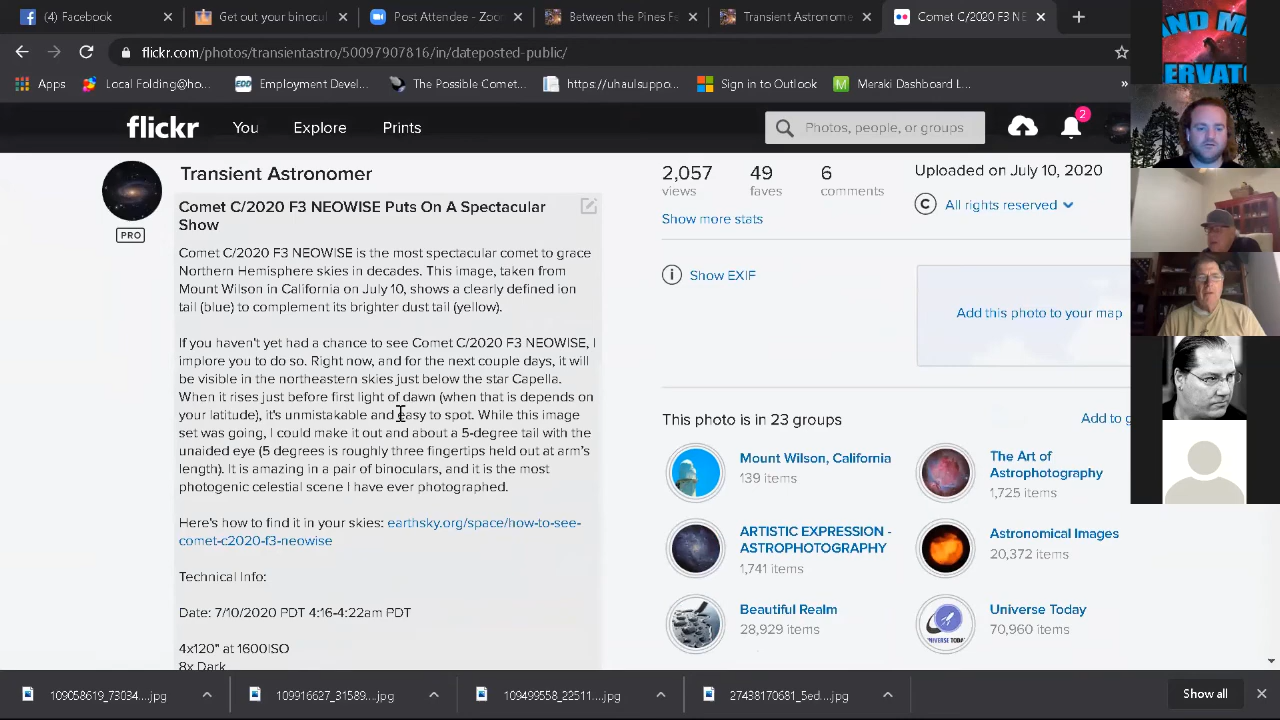 (4) Facebook
Get out your binocul
Post Attendee - Zoo
Between the Pines Fe
Transient Astronome
Comet C/2020 F3 NE
flickr.com/photos/transientastro/50097907816/in/dateposted-public/
Apps
Local Folding@ho...
EDD
Employment Devel...
The Possible Comet...
https://uhaulsuppo...
Sign in to Outlook
Meraki Dashboard L...
»
AND M
ERVATO
flickr
You
Explore
Prints
Photos, people, or groups
2
Transient Astronomer
PRO
Comet C/2020 F3 NEOWISE Puts On A Spectacular
Show
Comet C/2020 F3 NEOWISE is the most spectacular comet to grace
Northern Hemisphere skies in decades. This image, taken from
Mount Wilson in California on July 10, shows a clearly defined ion
tail (blue) to complement its brighter dust tail (yellow).
If you haven't yet had a chance to see Comet C/2020 F3 NEOWISE, I
implore you to do so. Right now, and for the next couple days, it will
be visible in the northeastern skies just below the star Capella.
When it rises just before first light of dawn (when that is depends on
your latitude), it's unmistakable and easy to spot. While this image
set was going, I could make it out and about a 5-degree tail with the
unaided eye (5 degrees is roughly three fingertips held out at arm's
length). It is amazing in a pair of binoculars, and it is the most
photogenic celestial scene I have ever photographed.
Here's how to find it in your skies: earthsky.org/space/how-to-see-
comet-c2020-f3-neowise
Technical Info:
Date: 7/10/2020 PDT 4:16-4:22am PDT
4x120" at 1600ISO
8x Dark
2,057
views
49
faves
6
comments
Show more stats
Uploaded on July 10, 2020
All rights reserved
Show EXIF
Add this photo to your map
This photo is in 23 groups
Add to g
Mount Wilson, California
139 items
The Art of
Astrophotography
1,725 items
ARTISTIC EXPRESSION -
ASTROPHOTOGRAPHY
1,741 items
Astronomical Images
20,372 items
Beautiful Realm
28,929 items
UNIVERSE TODAY
Universe Today
70,960 items
109058619_73034....jpg
109916627_31589....jpg
109499558_22511....jpg
27438170681_5ed....jpg
Show all